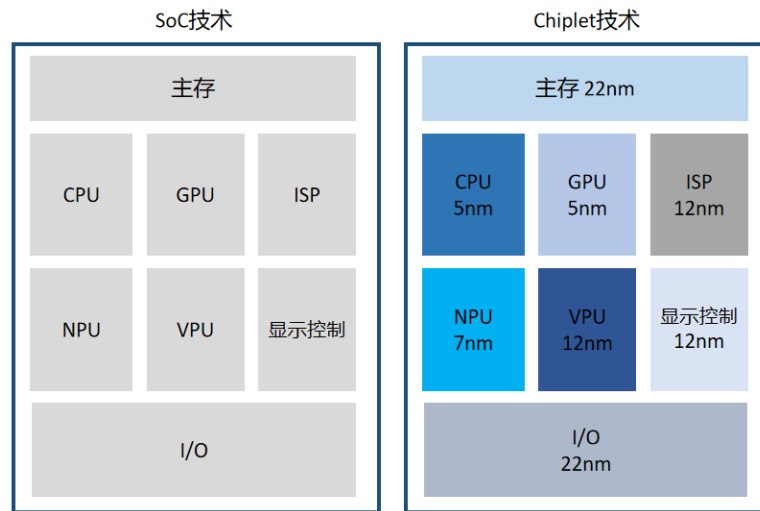 SoC技术
主存
CPU
GPU
ISP
NPU
VPU
显示控制
I/O
Chiplet技术
主存 22nm
CPU
5nm
GPU
5nm
ISP
12nm
NPU
7nm
VPU
12nm
显示控制
12nm
I/O
22nm